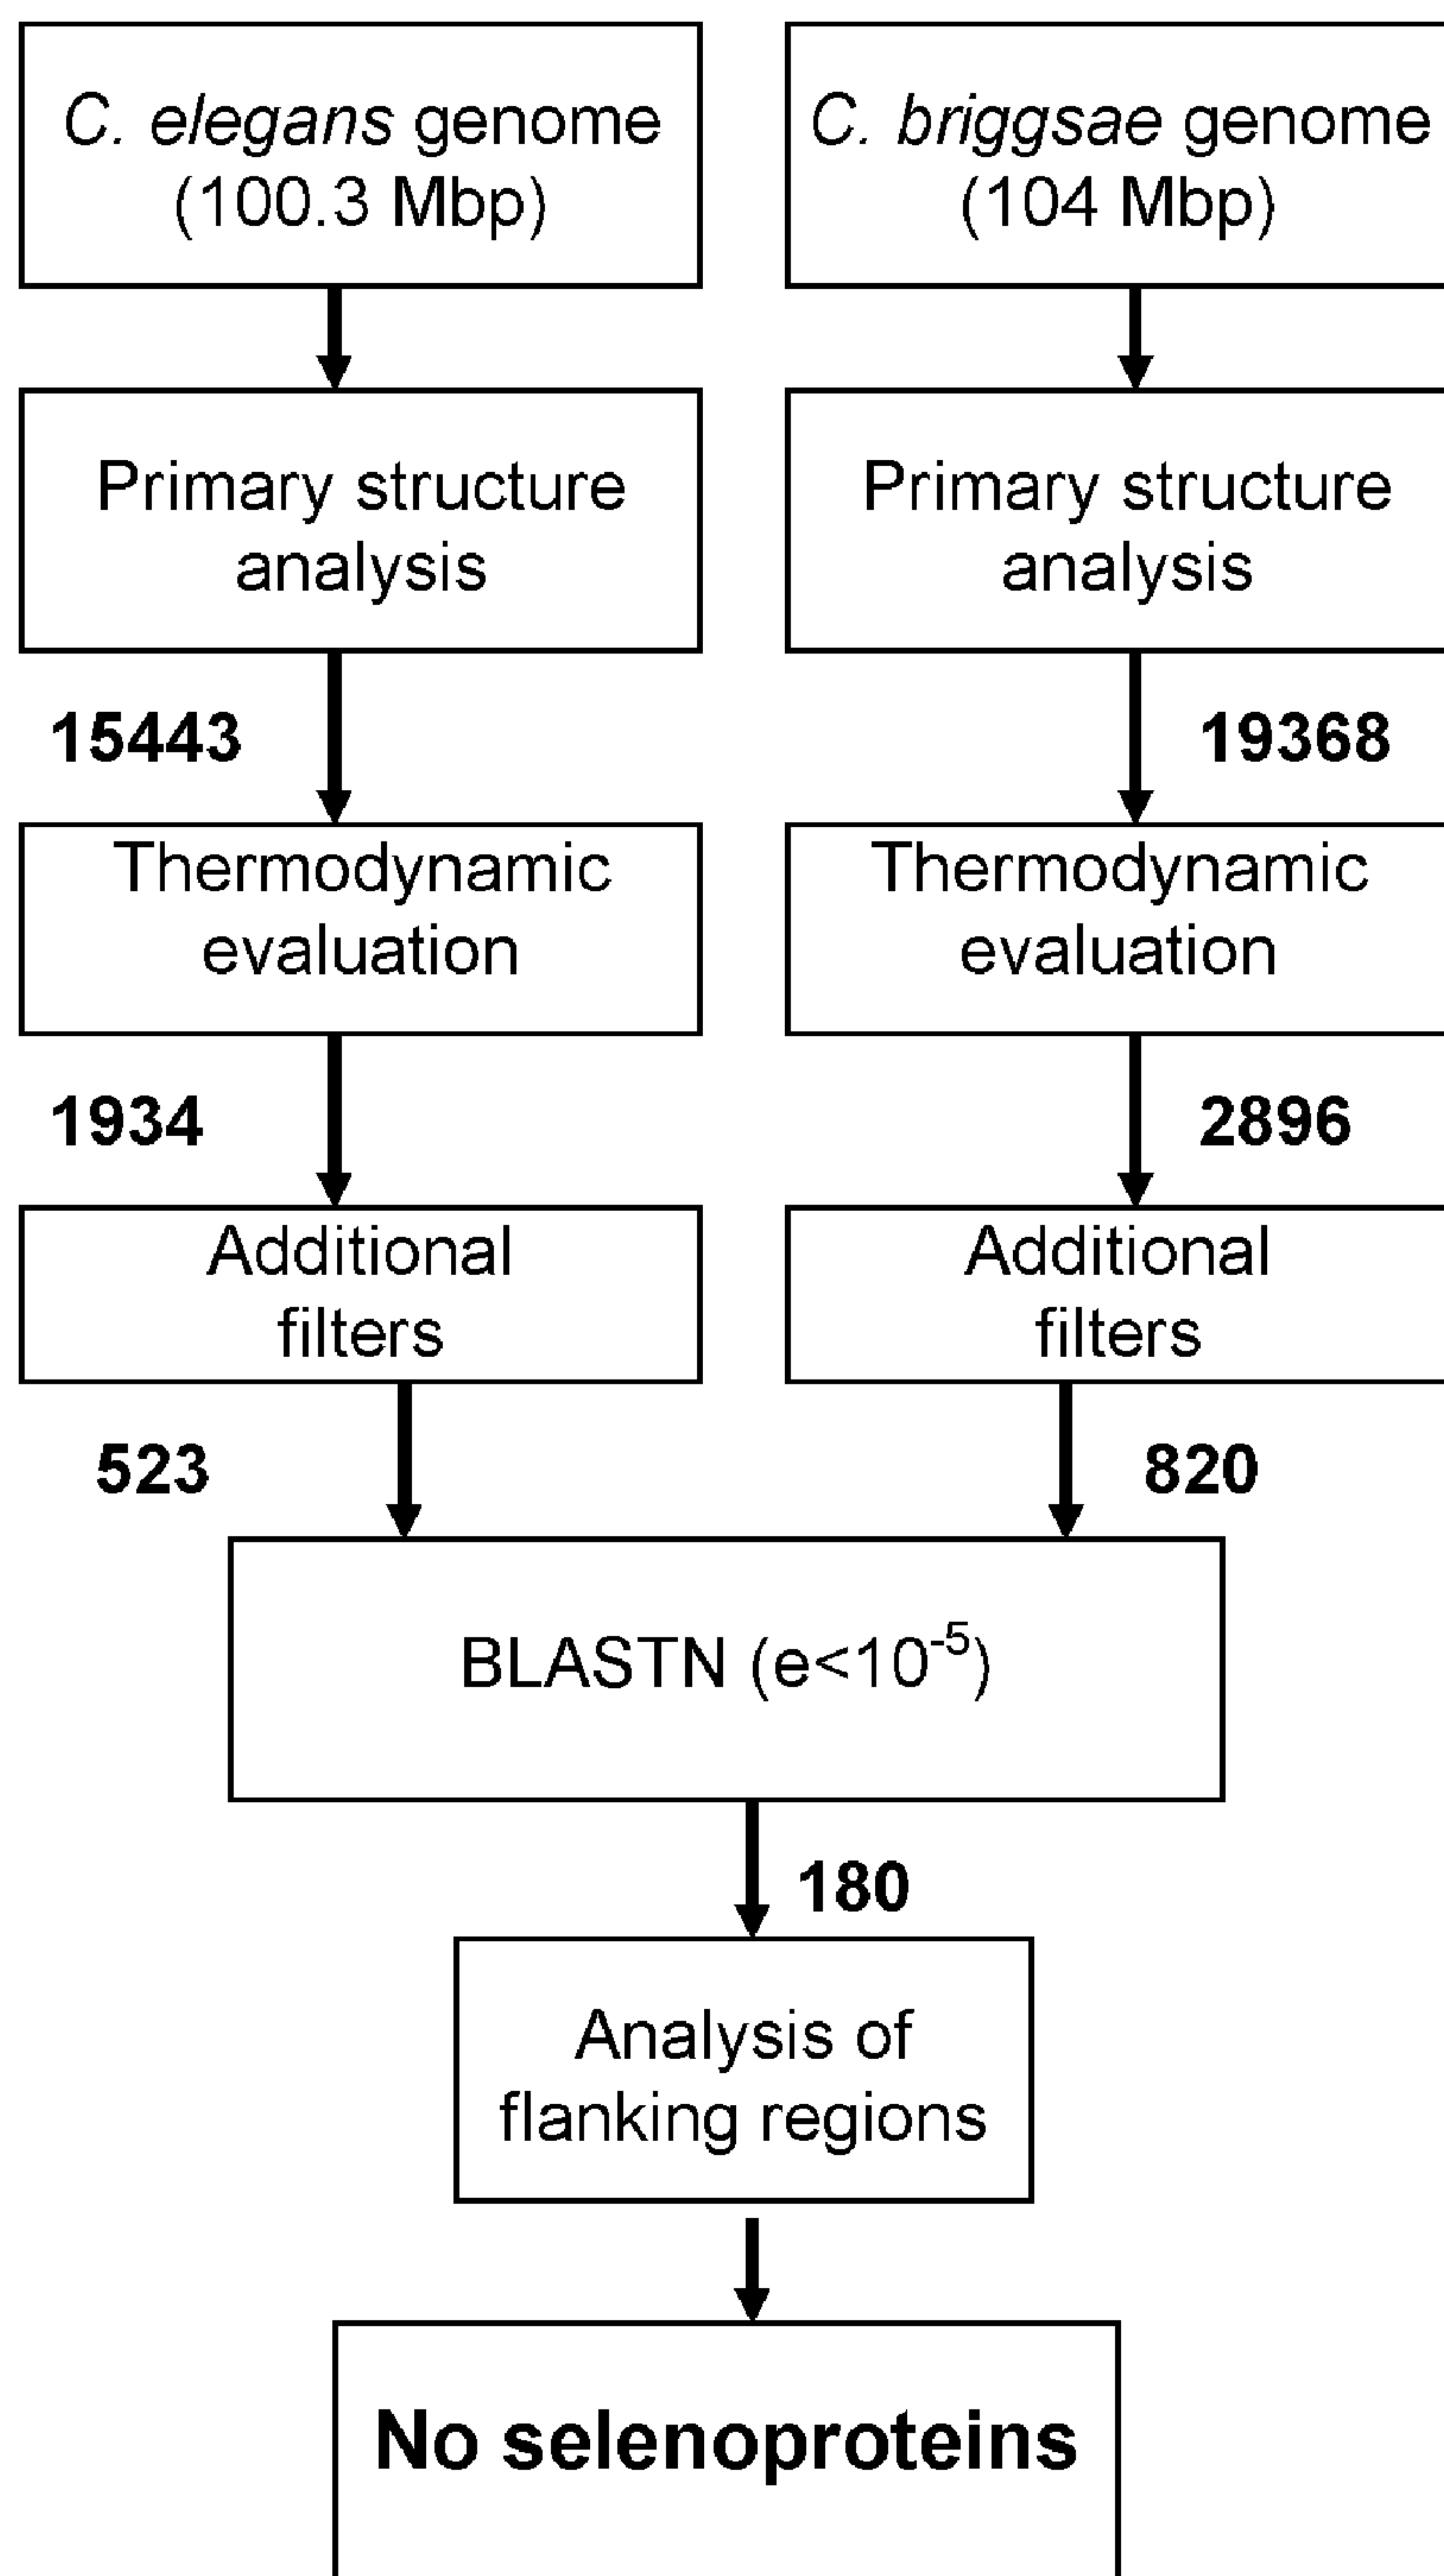 C. elegans genome
(100.3 Mbp)
C. briggsae genome
(104 Mbp)
Primary structure
analysis
Primary structure
analysis
15443
19368
Thermodynamic
evaluation
Thermodynamic
evaluation
1934
2896
Additional
filters
Additional
filters
523
820
BLASTN (e<10⁻⁵)
180
Analysis of
flanking regions
No selenoproteins